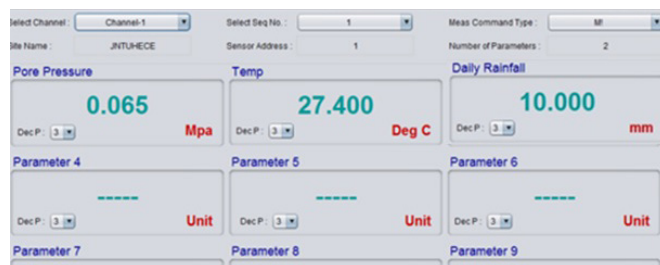 Select Channel : Channel-1 Select Seq No. : 1 Meas Command Type : M!
Site Name : JNTUHECE Sensor Address : 1 Number of Parameters : 2
Pore Pressure Temp Daily Rainfall
0.065 27.400 10.000
Dec P : 3 Mpa Dec P : 3 Deg C Dec P : 3 mm
Parameter 4 Parameter 5 Parameter 6
----- ----- -----
Dec P : 3 Unit Dec P : 3 Unit Dec P : 3 Unit
Parameter 7 Parameter 8 Parameter 9